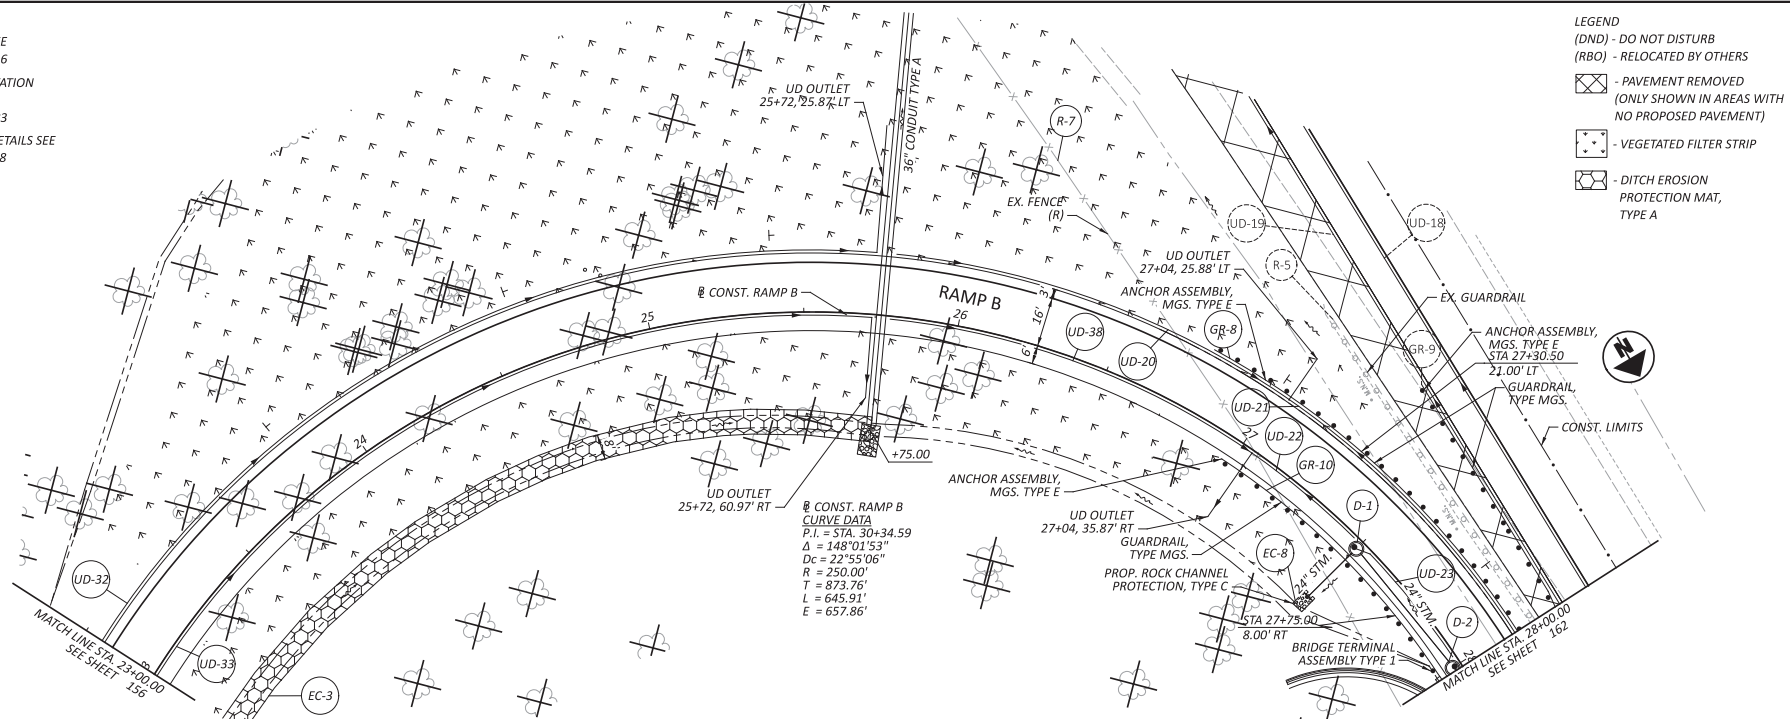 E
6
TATION
33
ETAILS SEE
8
UD OUTLET
25+72, 25.87' LT
36" CONDUIT TYPE A
R-7
EX. FENCE
(R)
UD OUTLET
27+04, 25.88' LT
ANCHOR ASSEMBLY,
MGS. TYPE E
GR-8
UD-19
R-5
UD-18
GR-9
EX. GUARDRAIL
ANCHOR ASSEMBLY,
MGS. TYPE E
STA 27+30.50
21.00' LT
GUARDRAIL,
TYPE MGS.
CONST. LIMITS
N
LEGEND
(DND) - DO NOT DISTURB
(RBO) - RELOCATED BY OTHERS
- PAVEMENT REMOVED
(ONLY SHOWN IN AREAS WITH
NO PROPOSED PAVEMENT)
- VEGETATED FILTER STRIP
- DITCH EROSION
PROTECTION MAT,
TYPE A
℄ CONST. RAMP B
RAMP B
24
25
26
27
3'
16'
6'
8'
UD-38
UD-20
UD-21
UD-22
GR-10
D-1
UD-23
D-2
24" STM.
24" STM.
EC-8
+75.00
ANCHOR ASSEMBLY,
MGS. TYPE E
UD OUTLET
27+04, 35.87' RT
GUARDRAIL,
TYPE MGS.
PROP. ROCK CHANNEL
PROTECTION, TYPE C
STA 27+75.00
8.00' RT
BRIDGE TERMINAL
ASSEMBLY TYPE 1
UD OUTLET
25+72, 60.97' RT
℄ CONST. RAMP B
CURVE DATA
P.I. = STA. 30+34.59
Δ = 148°01'53"
Dc = 22°55'06"
R = 250.00'
T = 873.76'
L = 645.91'
E = 657.86'
UD-32
UD-33
EC-3
MATCH LINE STA. 23+00.00
SEE SHEET
156
MATCH LINE STA. 28+00.00
SEE SHEET
162